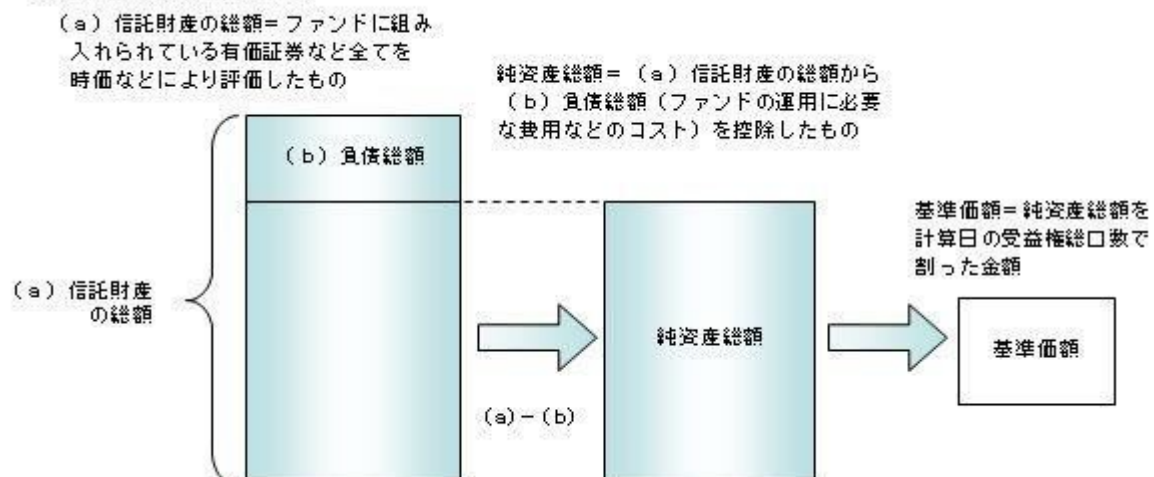 （a）信託財産の総額＝ファンドに組み
入れられている有価証券など全てを
時価などにより評価したもの
純資産総額＝（a）信託財産の総額から
（b）負債総額（ファンドの運用に必要
な費用などのコスト）を控除したもの
（b）負債総額
基準価額＝純資産総額を
計算日の受益権総口数で
割った金額
（a）信託財産
の総額
純資産総額
基準価額
(a)－(b)